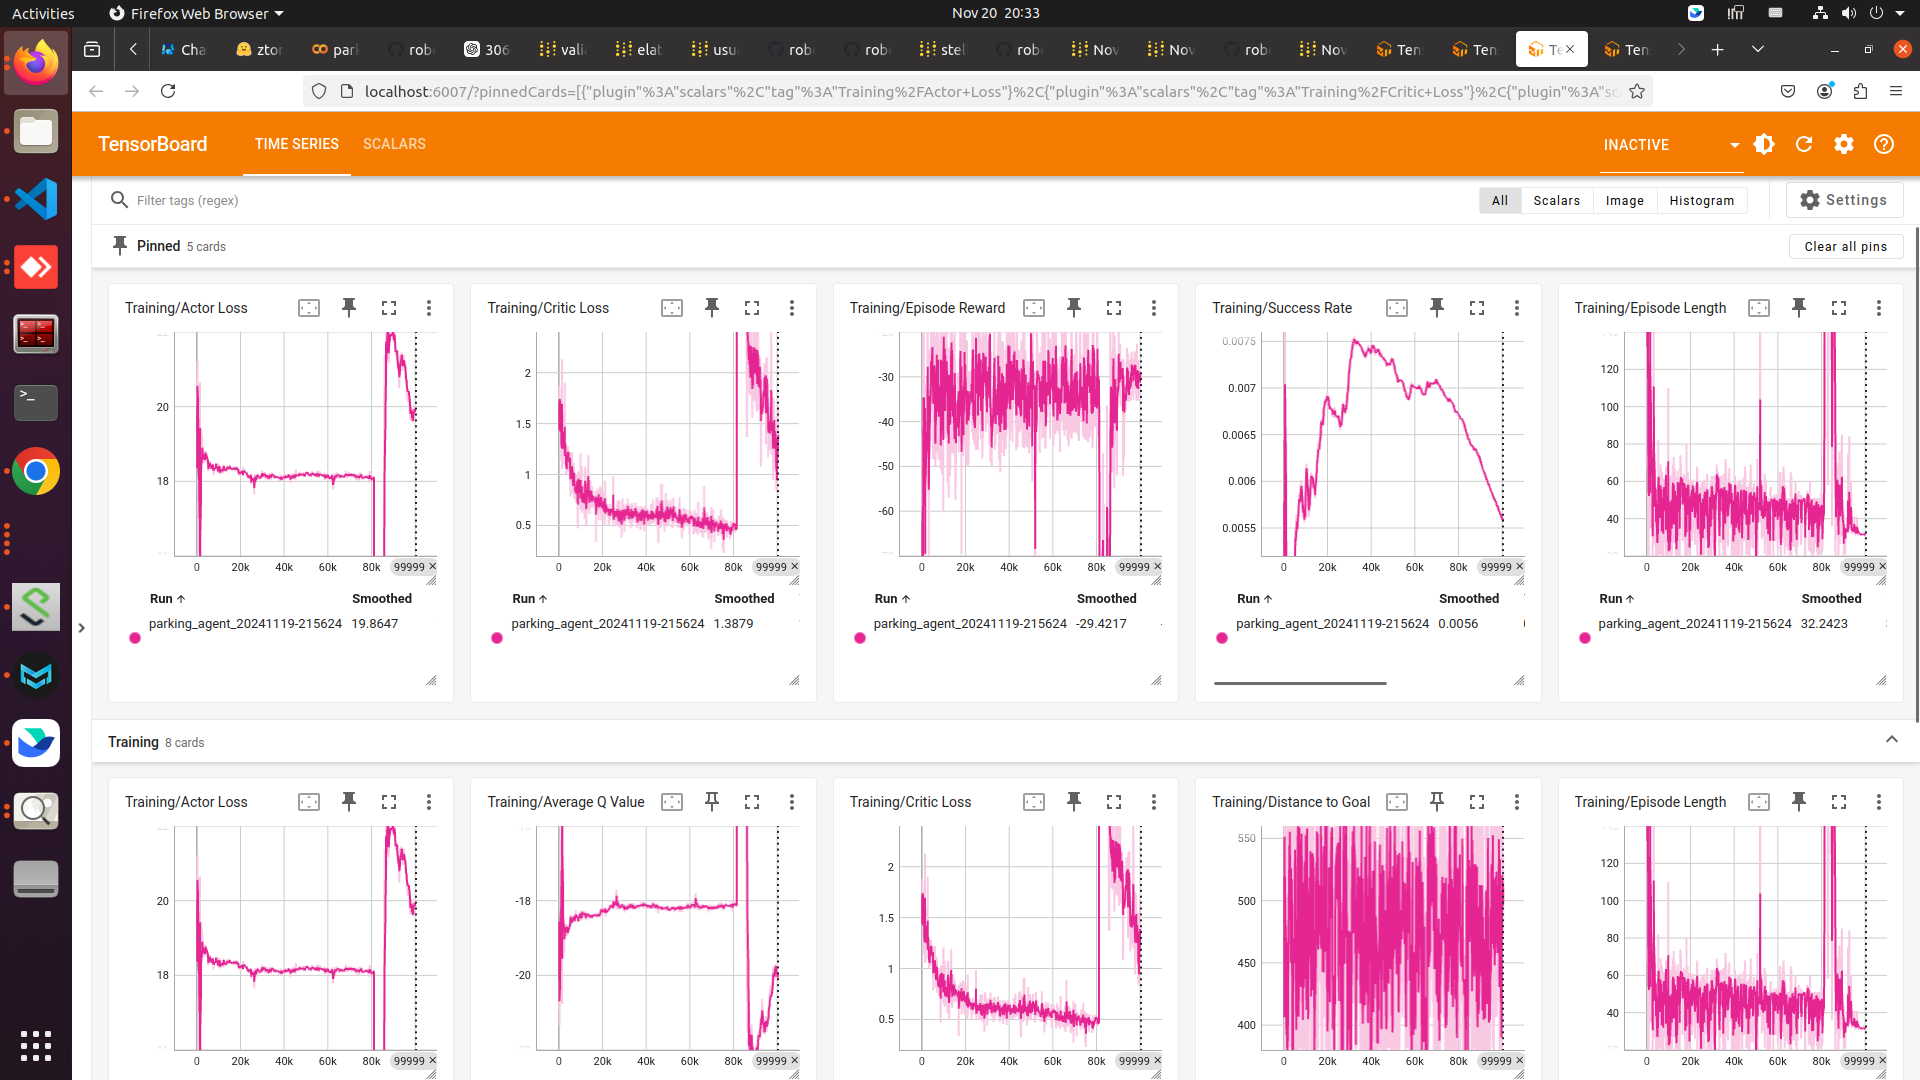 Activities
Firefox Web Browser
Nov 20 20:33
Cha
ztor
park
robo
306
valid
elat
usu
robo
robo
stel
robo
Nov
Nov
robo
Nov
Tens
Tens
Te
Tens
localhost:6007/?pinnedCards=[{"plugin"%3A"scalars"%2C"tag"%3A"Training%2FActor+Loss"}%2C{"plugin"%3A"scalars"%2C"tag"%3A"Training%2FCritic+Loss"}%2C{"plugin"%3A"sc
TensorBoard
TIME SERIES
SCALARS
INACTIVE
Filter tags (regex)
All
Scalars
Image
Histogram
Settings
Pinned 5 cards
Clear all pins
Training/Actor Loss
20
18
0 20k 40k 60k 80k 99999
Run Smoothed
parking_agent_20241119-215624 19.8647
Training/Critic Loss
2
1.5
1
0.5
0 20k 40k 60k 80k 99999
Run Smoothed
parking_agent_20241119-215624 1.3879
Training/Episode Reward
-30
-40
-50
-60
0 20k 40k 60k 80k 99999
Run Smoothed
parking_agent_20241119-215624 -29.4217
Training/Success Rate
0.0075
0.007
0.0065
0.006
0.0055
0 20k 40k 60k 80k 99999
Run Smoothed
parking_agent_20241119-215624 0.0056
Training/Episode Length
120
100
80
60
40
0 20k 40k 60k 80k 99999
Run Smoothed
parking_agent_20241119-215624 32.2423
Training 8 cards
Training/Actor Loss
20
18
0 20k 40k 60k 80k 99999
Training/Average Q Value
-18
-20
0 20k 40k 60k 80k 99999
Training/Critic Loss
2
1.5
1
0.5
0 20k 40k 60k 80k 99999
Training/Distance to Goal
550
500
450
400
0 20k 40k 60k 80k 99999
Training/Episode Length
120
100
80
60
40
0 20k 40k 60k 80k 99999